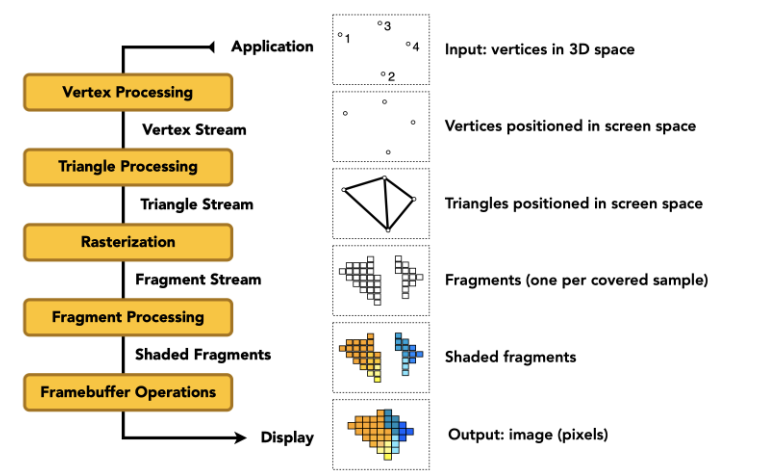 Application
3
1
4
2
Input: vertices in 3D space
Vertex Processing
Vertex Stream
Vertices positioned in screen space
Triangle Processing
Triangle Stream
Triangles positioned in screen space
Rasterization
Fragment Stream
Fragments (one per covered sample)
Fragment Processing
Shaded Fragments
Shaded fragments
Framebuffer Operations
Display
Output: image (pixels)